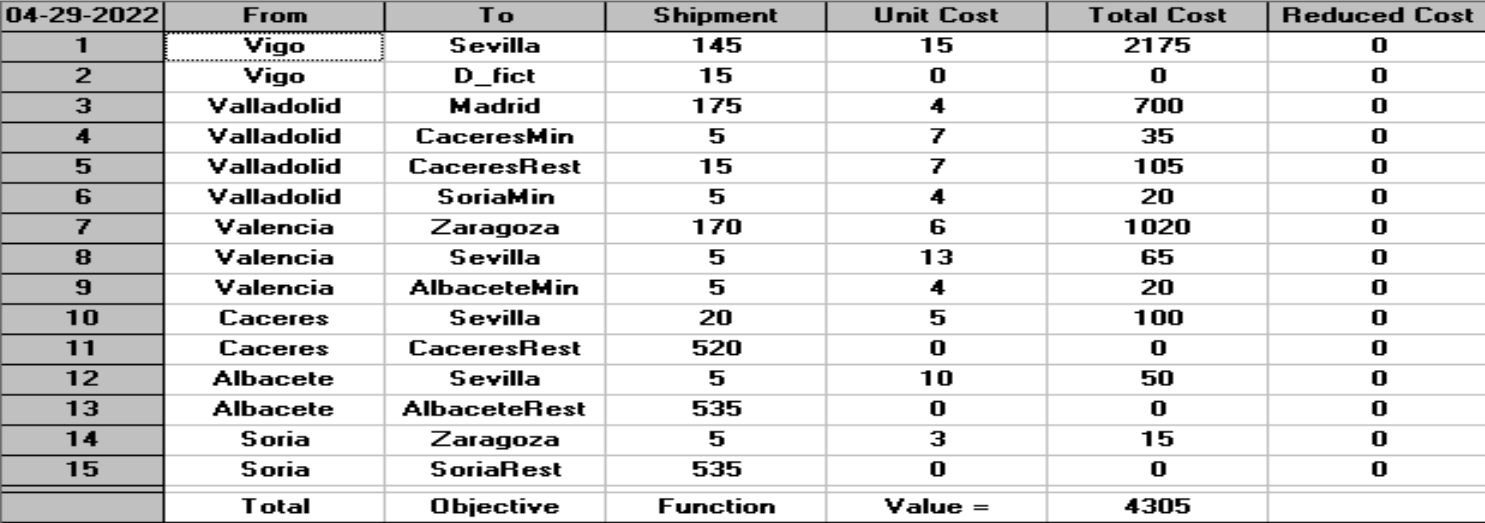 04-29-2022 From To Shipment Unit Cost Total Cost Reduced Cost
1 Vigo Sevilla 145 15 2175 0
2 Vigo D_fict 15 0 0 0
3 Valladolid Madrid 175 4 700 0
4 Valladolid CaceresMin 5 7 35 0
5 Valladolid CaceresRest 15 7 105 0
6 Valladolid SoriaMin 5 4 20 0
7 Valencia Zaragoza 170 6 1020 0
8 Valencia Sevilla 5 13 65 0
9 Valencia AlbaceteMin 5 4 20 0
10 Caceres Sevilla 20 5 100 0
11 Caceres CaceresRest 520 0 0 0
12 Albacete Sevilla 5 10 50 0
13 Albacete AlbaceteRest 535 0 0 0
14 Soria Zaragoza 5 3 15 0
15 Soria SoriaRest 535 0 0 0
Total Objective Function Value = 4305